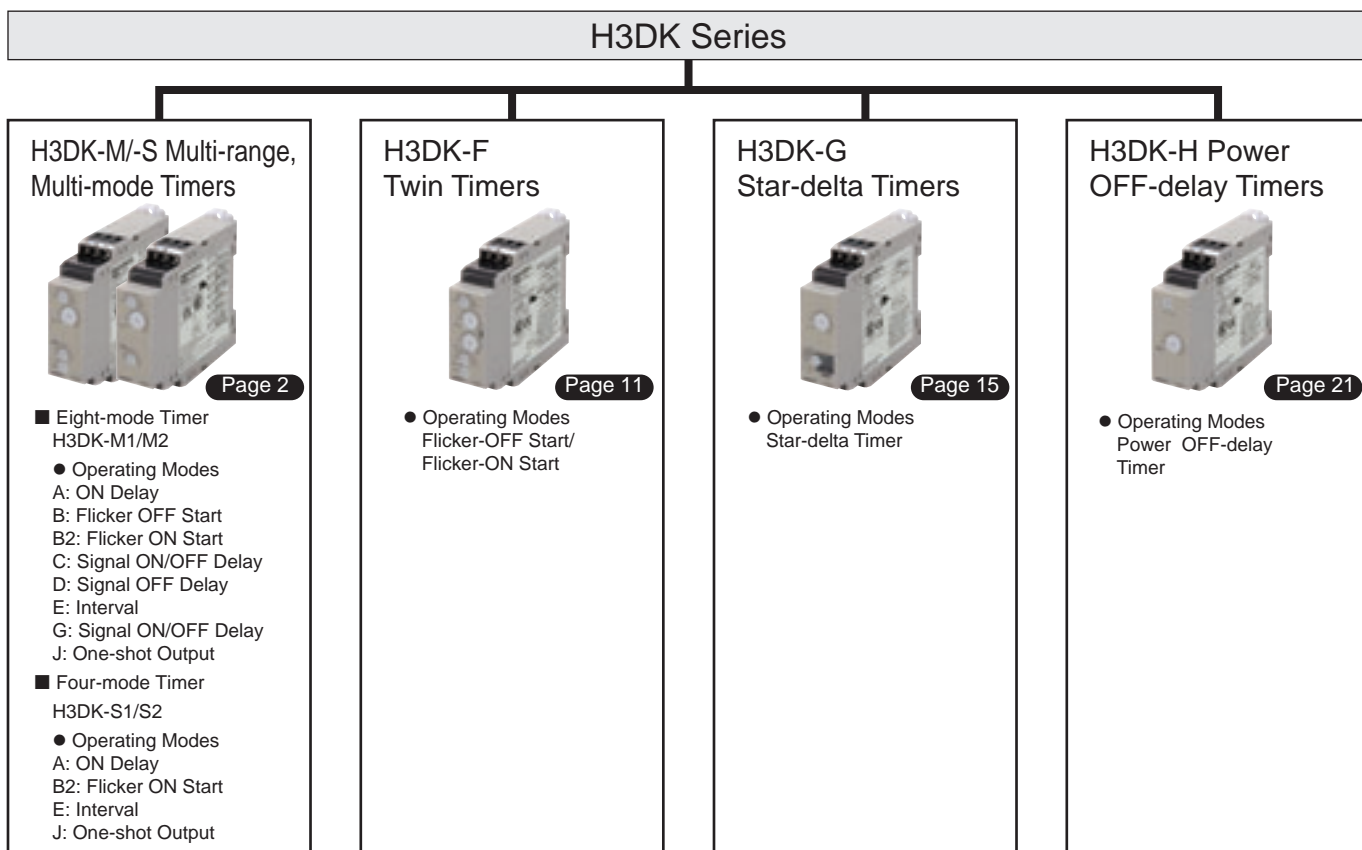 H3DK Series
H3DK-M/-S Multi-range,
Multi-mode Timers
Page 2
■ Eight-mode Timer
H3DK-M1/M2
● Operating Modes
A: ON Delay
B: Flicker OFF Start
B2: Flicker ON Start
C: Signal ON/OFF Delay
D: Signal OFF Delay
E: Interval
G: Signal ON/OFF Delay
J: One-shot Output
■ Four-mode Timer
H3DK-S1/S2
● Operating Modes
A: ON Delay
B2: Flicker ON Start
E: Interval
J: One-shot Output
H3DK-F
Twin Timers
Page 11
● Operating Modes
Flicker-OFF Start/
Flicker-ON Start
H3DK-G
Star-delta Timers
Page 15
● Operating Modes
Star-delta Timer
H3DK-H Power
OFF-delay Timers
Page 21
● Operating Modes
Power OFF-delay
Timer